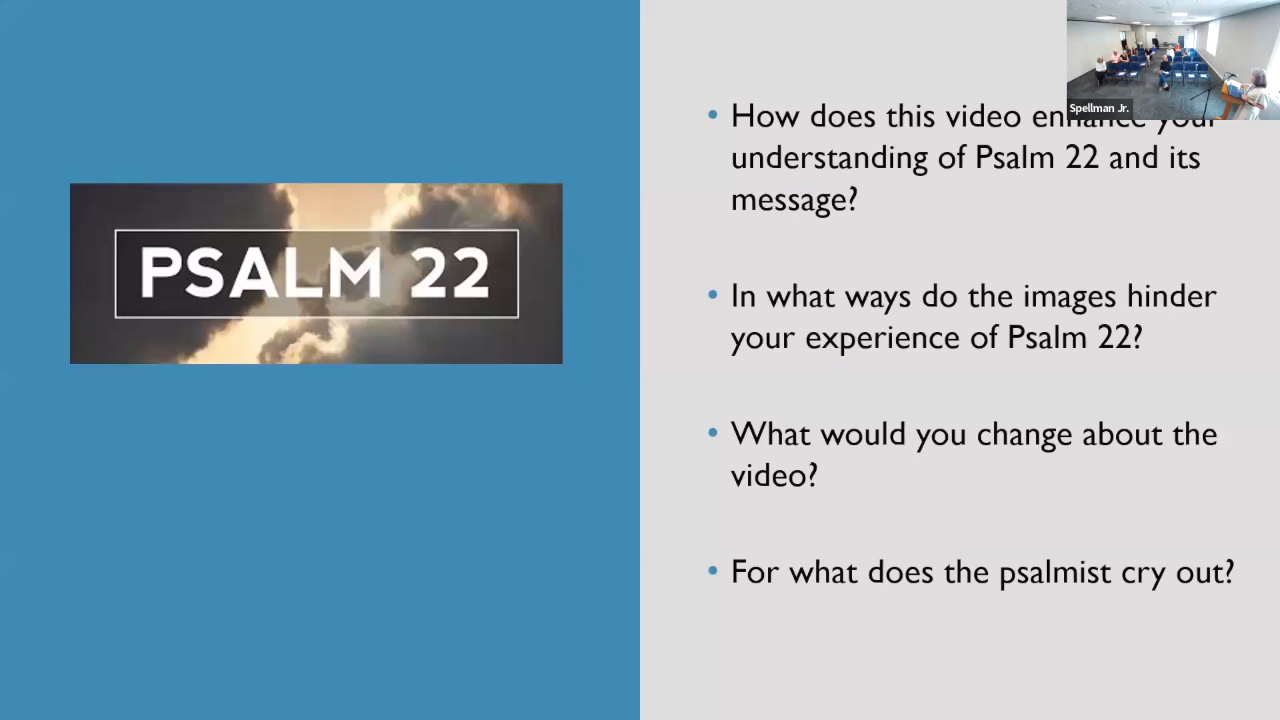 PSALM 22
Spellman Jr.
How does this video enhance your
understanding of Psalm 22 and its
message?
In what ways do the images hinder
your experience of Psalm 22?
What would you change about the
video?
For what does the psalmist cry out?